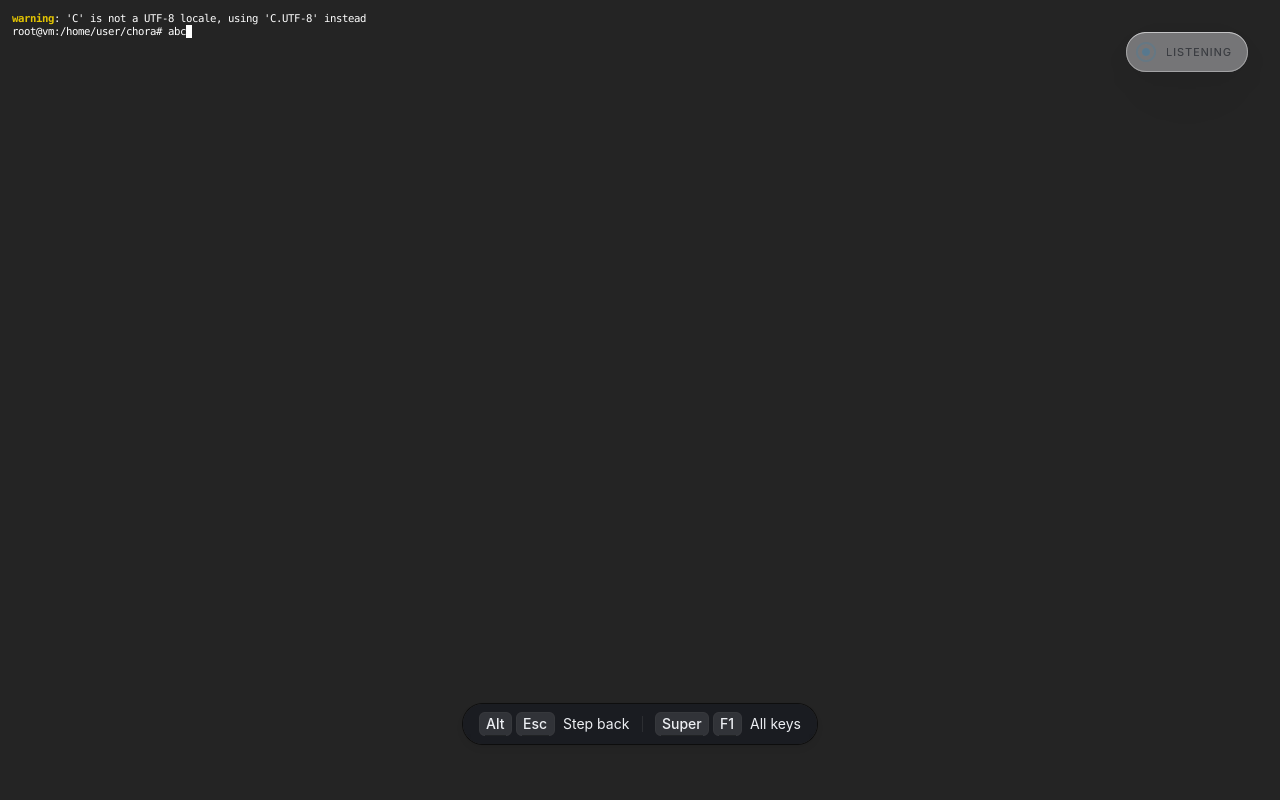 warning: 'C' is not a UTF-8 locale, using 'C.UTF-8' instead
root@vm:/home/user/chora# abc
LISTENING
Alt Esc Step back Super F1 All keys